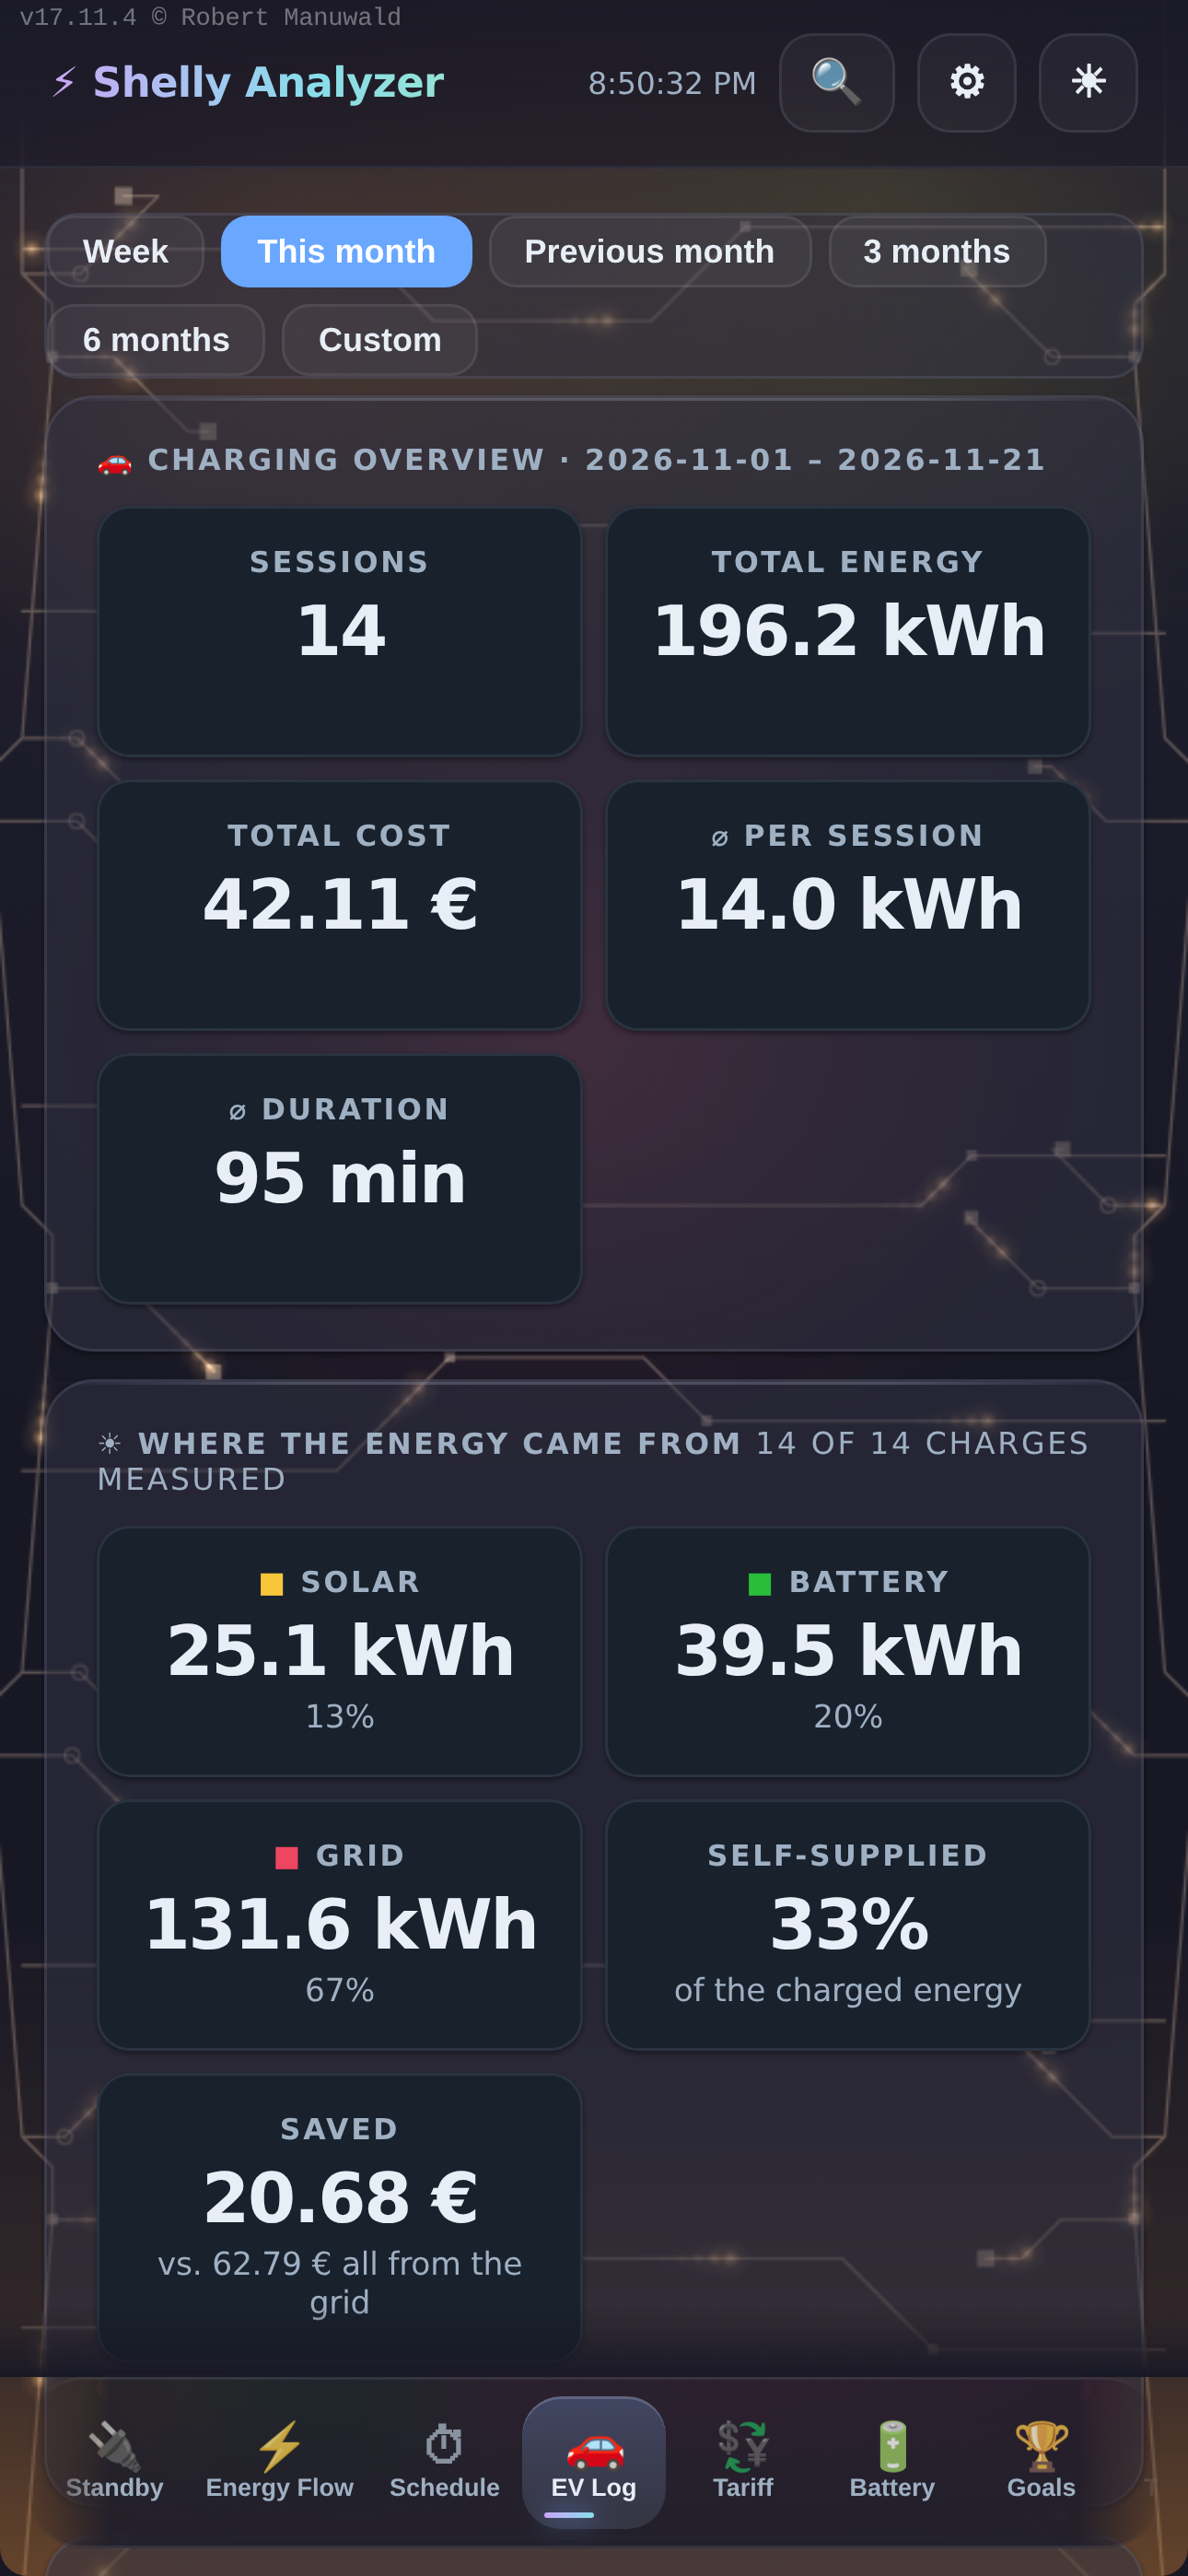 v17.11.4 © Robert Manuwald
⚡ Shelly Analyzer
8:50:32 PM
Week
This month
Previous month
3 months
6 months
Custom
🚗 CHARGING OVERVIEW · 2026-11-01 – 2026-11-21
SESSIONS
14
TOTAL ENERGY
196.2 kWh
TOTAL COST
42.11 €
⌀ PER SESSION
14.0 kWh
⌀ DURATION
95 min
☀ WHERE THE ENERGY CAME FROM 14 OF 14 CHARGES
MEASURED
SOLAR
25.1 kWh
13%
BATTERY
39.5 kWh
20%
GRID
131.6 kWh
67%
SELF-SUPPLIED
33%
of the charged energy
SAVED
20.68 €
vs. 62.79 € all from the
grid
Standby
Energy Flow
Schedule
EV Log
Tariff
Battery
Goals